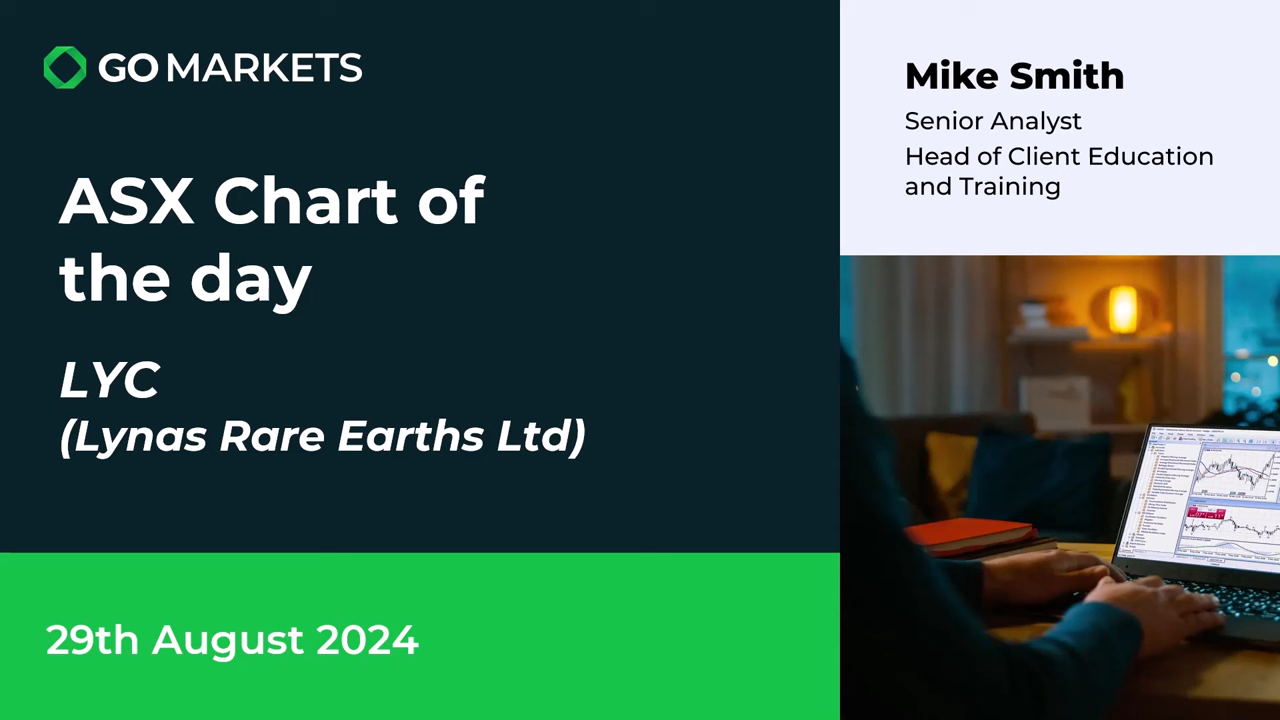 GO MARKETS
ASX Chart of
the day
LYC
(Lynas Rare Earths Ltd)
29th August 2024
Mike Smith
Senior Analyst
Head of Client Education
and Training